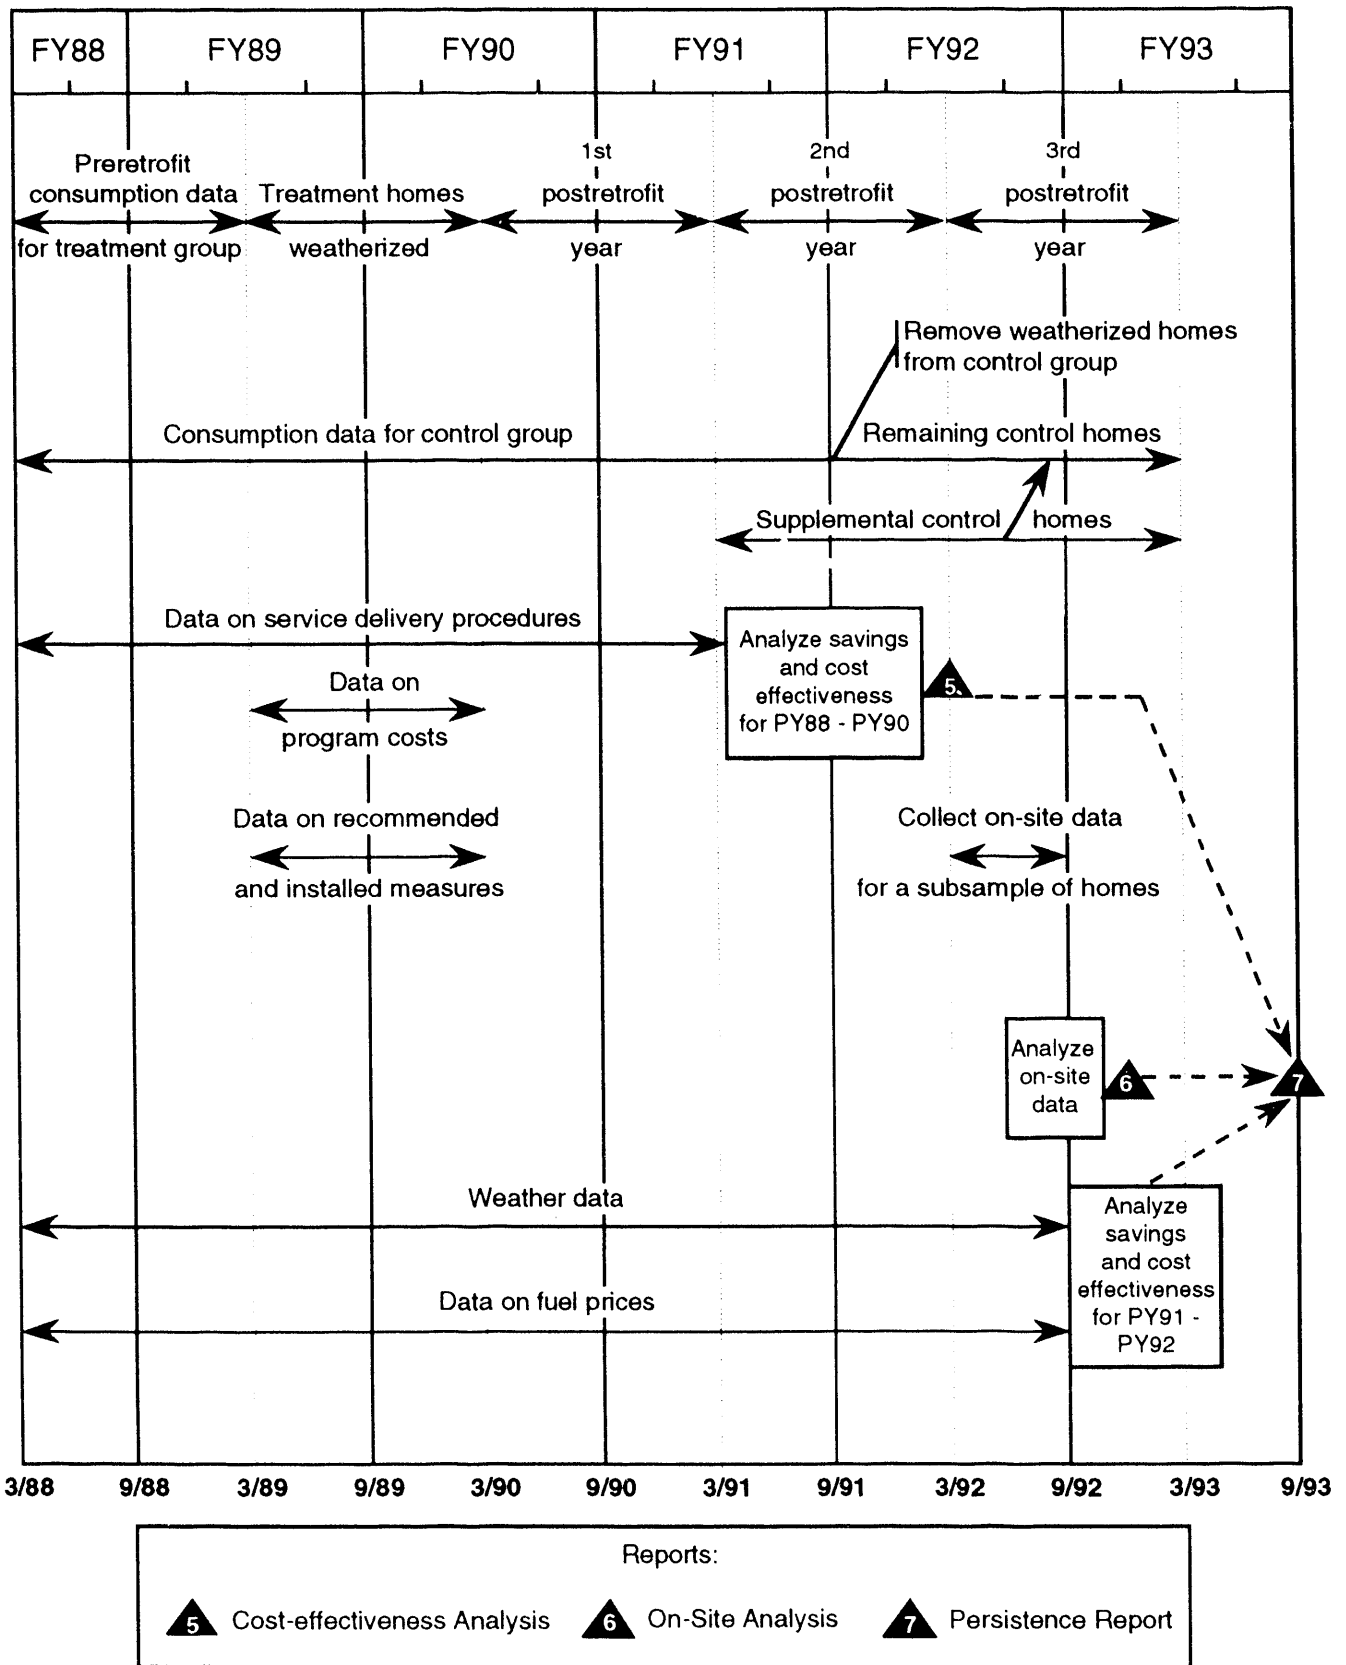 FY88 FY89 FY90 FY91 FY92 FY93
1st 2nd 3rd
Preretrofit
consumption data Treatment homes postretrofit postretrofit postretrofit
for treatment group weatherized year year year
Remove weatherized homes
from control group
Consumption data for control group Remaining control homes
Supplemental control homes
Data on service delivery procedures
Analyze savings
and cost
effectiveness
for PY88 - PY90
5
Data on
program costs
Data on recommended
and installed measures
Collect on-site data
for a subsample of homes
Analyze
on-site
data
6
7
Weather data
Analyze
savings
and cost
effectiveness
for PY91 -
PY92
Data on fuel prices
3/88 9/88 3/89 9/89 3/90 9/90 3/91 9/91 3/92 9/92 3/93 9/93
Reports:
5 Cost-effectiveness Analysis 6 On-Site Analysis 7 Persistence Report